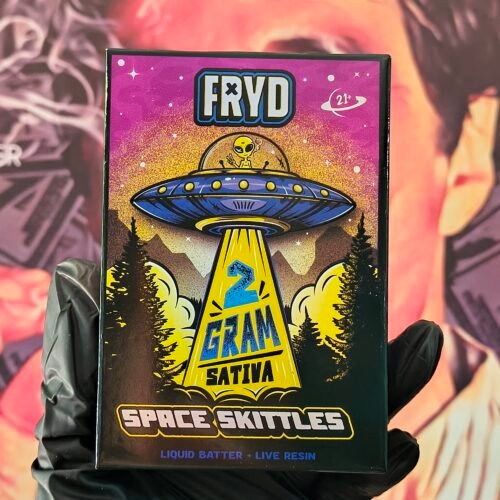 FRYD
21+
2
GRAM
SATIVA
SPACE SKITTLES
LIQUID BATTER + LIVE RESIN